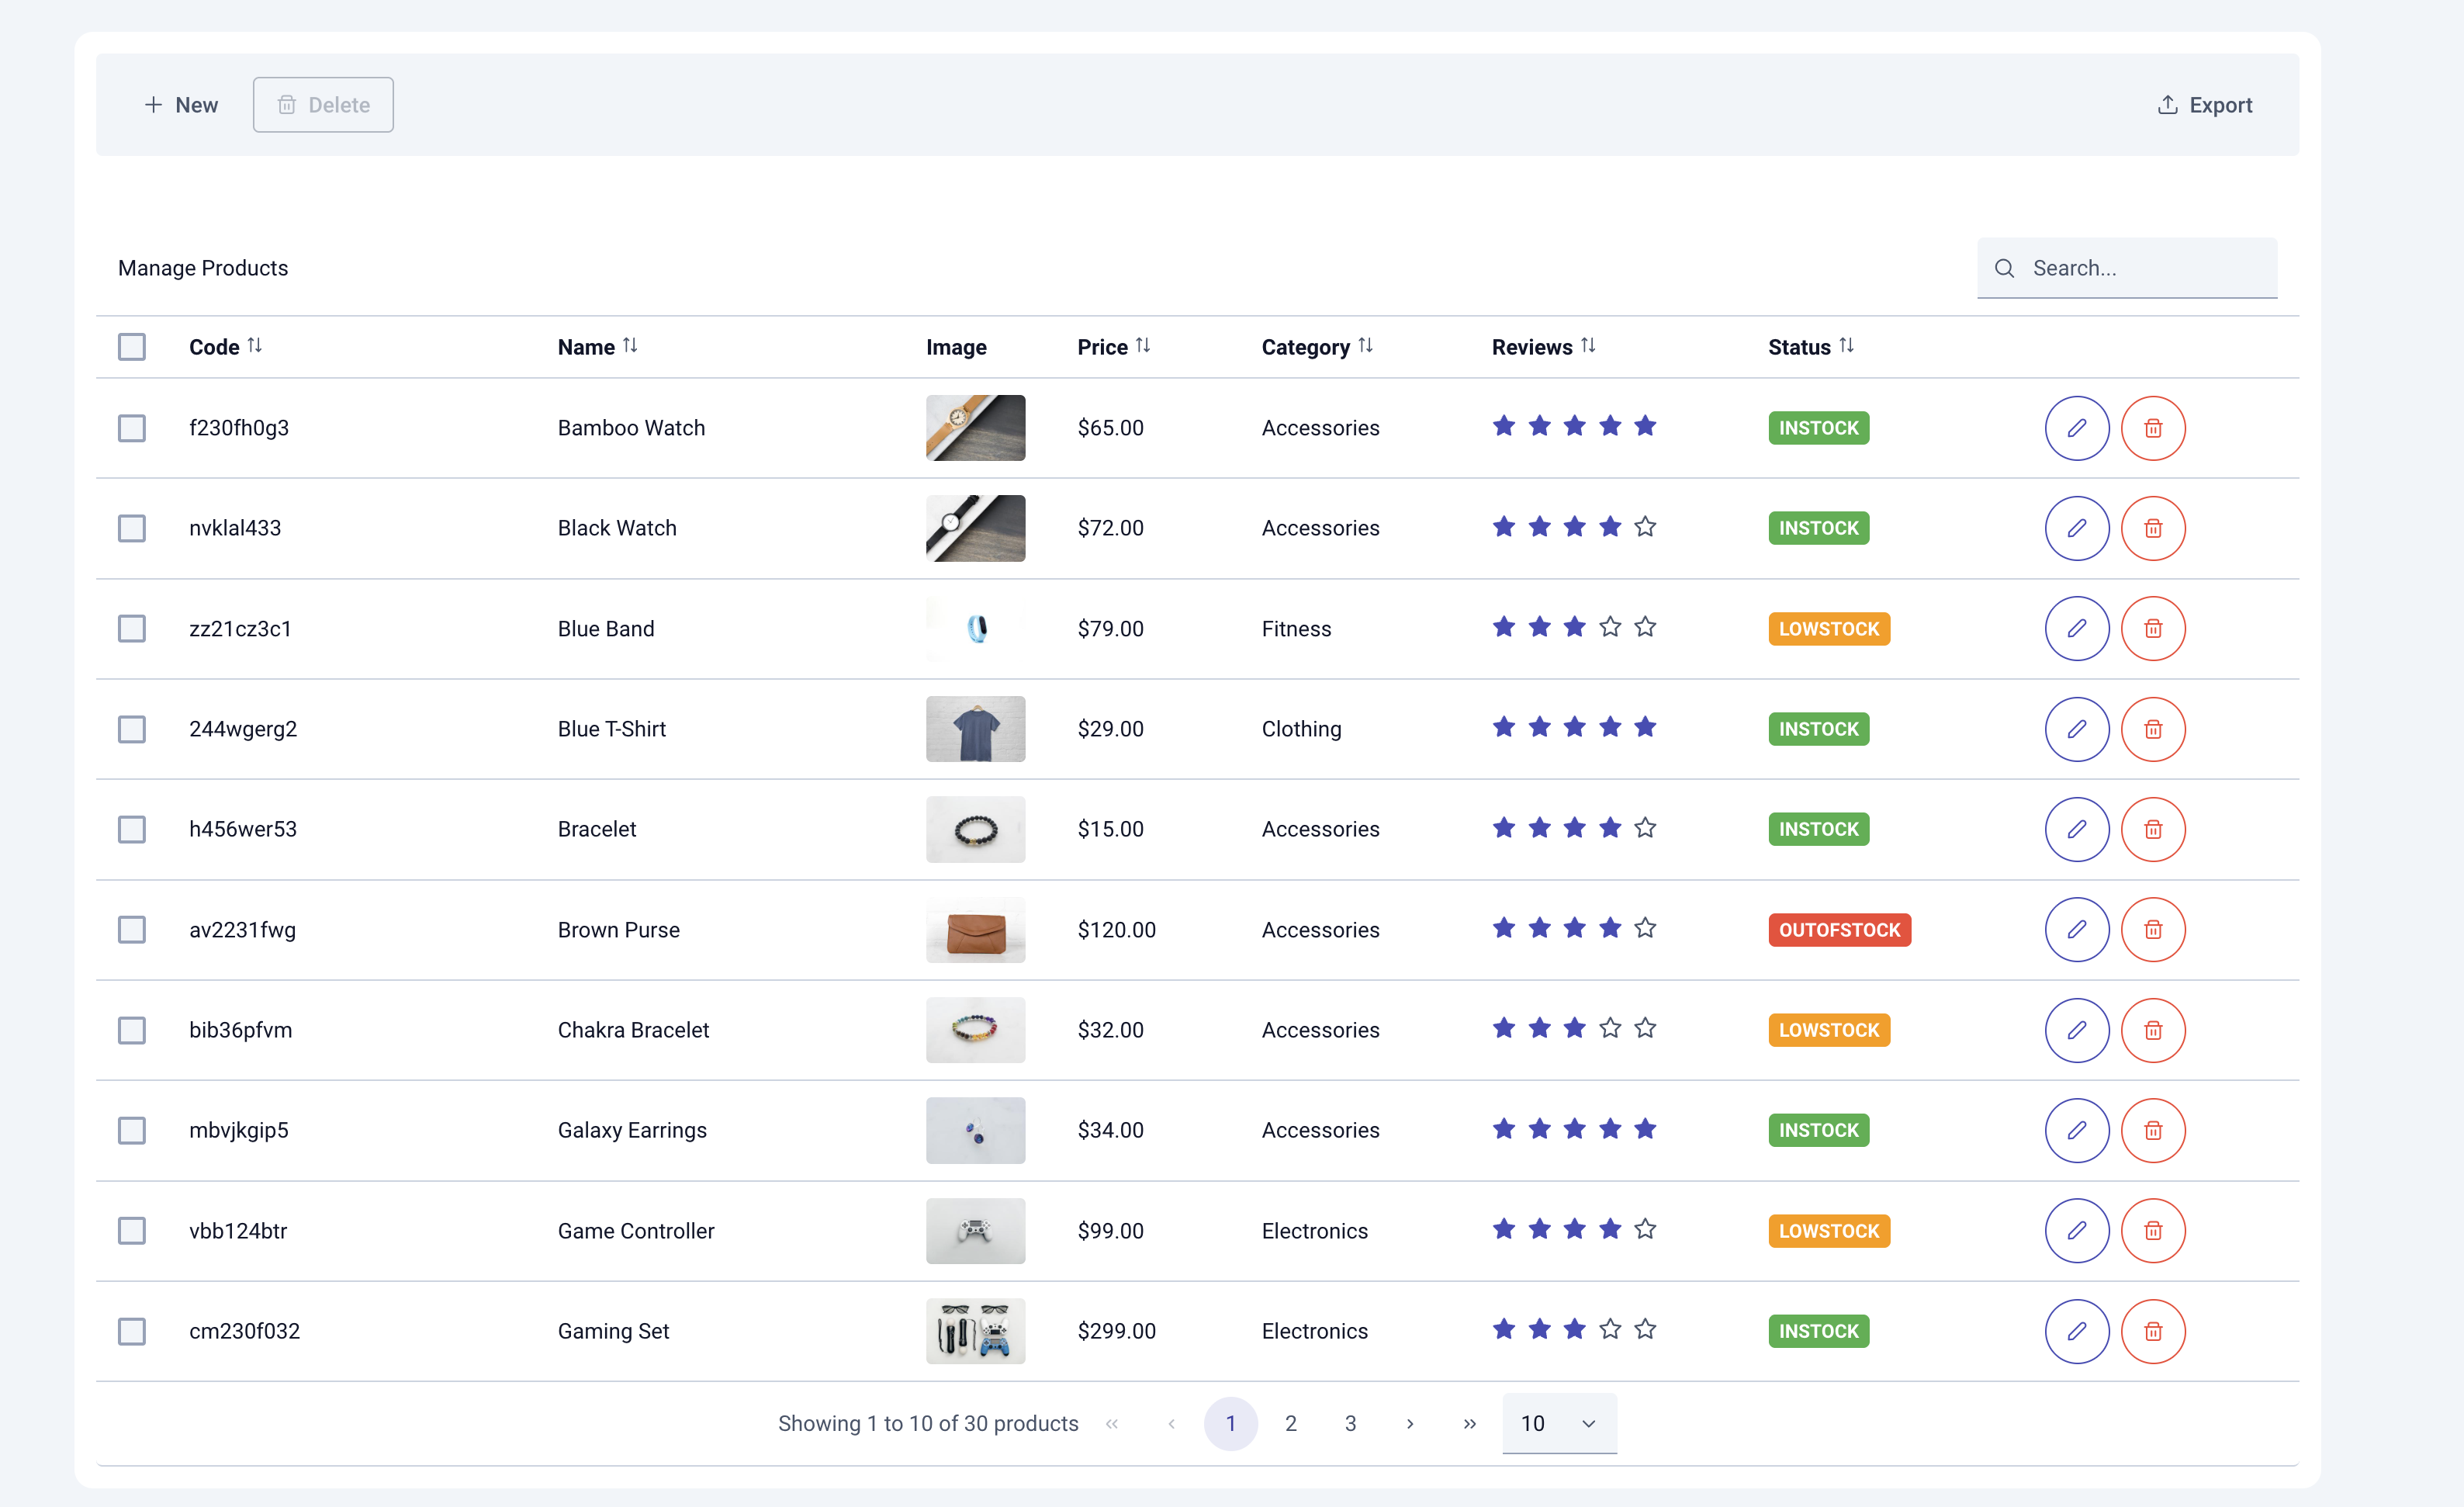 New Delete Export
Manage Products Search...
Code Name Image Price Category Reviews Status
f230fh0g3 Bamboo Watch $65.00 Accessories INSTOCK
nvklal433 Black Watch $72.00 Accessories INSTOCK
zz21cz3c1 Blue Band $79.00 Fitness LOWSTOCK
244wgerg2 Blue T-Shirt $29.00 Clothing INSTOCK
h456wer53 Bracelet $15.00 Accessories INSTOCK
av2231fwg Brown Purse $120.00 Accessories OUTOFSTOCK
bib36pfvm Chakra Bracelet $32.00 Accessories LOWSTOCK
mbvjkgip5 Galaxy Earrings $34.00 Accessories INSTOCK
vbb124btr Game Controller $99.00 Electronics LOWSTOCK
cm230f032 Gaming Set $299.00 Electronics INSTOCK
Showing 1 to 10 of 30 products « ‹ 1 2 3 › » 10